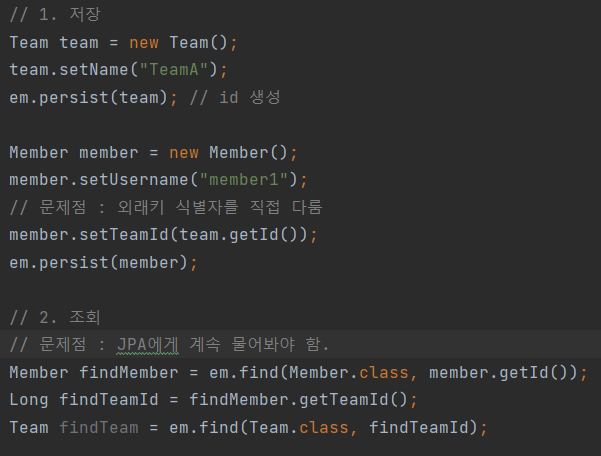 // 1. 저장
Team team = new Team();
team.setName("TeamA");
em.persist(team); // id 생성
Member member = new Member();
member.setUsername("member1");
// 문제점 : 외래키 식별자를 직접 다룸
member.setTeamId(team.getId());
em.persist(member);
// 2. 조회
// 문제점 : JPA에게 계속 물어봐야 함.
Member findMember = em.find(Member.class, member.getId());
Long findTeamId = findMember.getTeamId();
Team findTeam = em.find(Team.class, findTeamId);